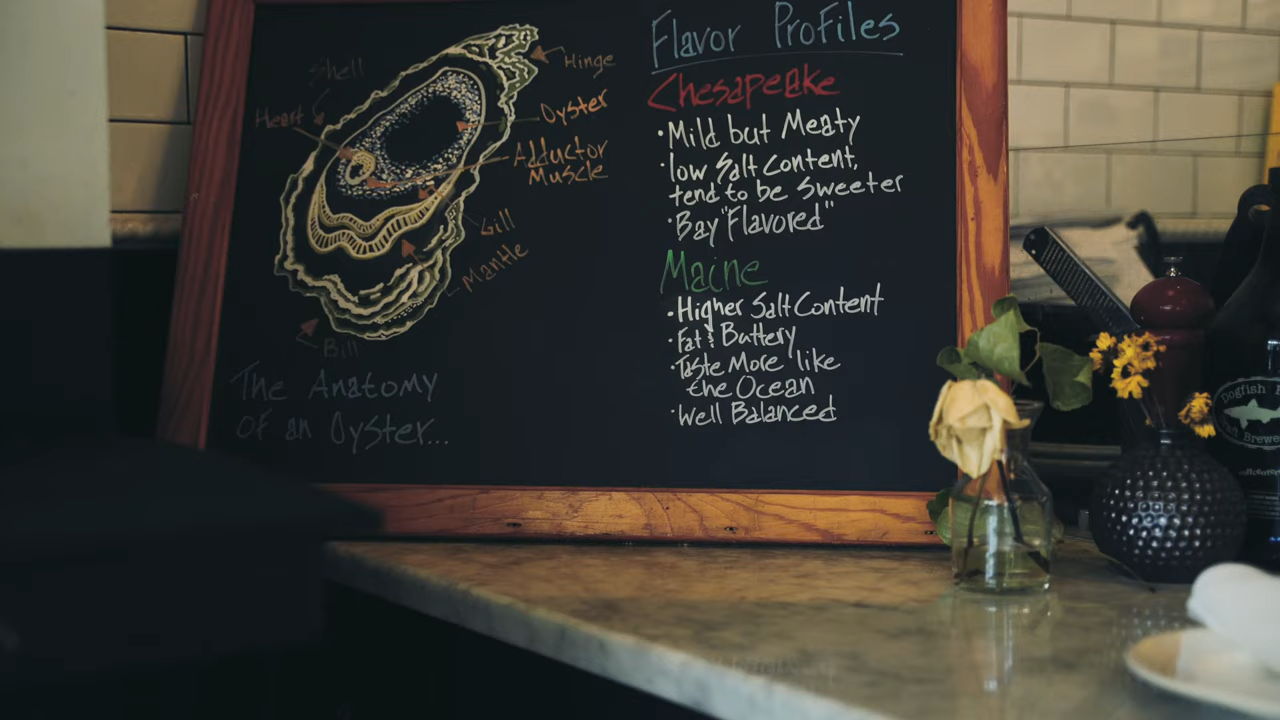 Shell
Hinge
Heart
Oyster
Adductor
Muscle
Gill
Mantle
Bill
The Anatomy
of an Oyster...
Flavor Profiles
Chesapeake
•Mild but Meaty
•low Salt Content,
tend to be Sweeter
•Bay "Flavored"
Maine
•Higher Salt Content
•Fat & Buttery
•Taste More like
the Ocean
•Well Balanced
Dogfish